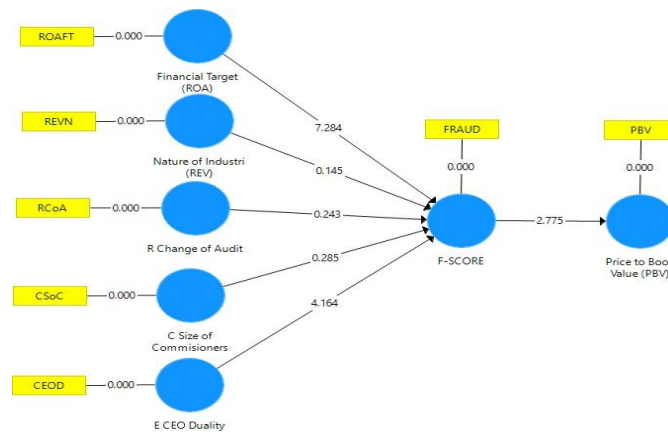 ROAFT
0.000
Financial Target
(ROA)
7.284
REVN
0.000
Nature of Industri
(REV)
0.145
RCoA
0.000
R Change of Audit
0.243
CSoC
0.000
C Size of
Commisioners
0.285
CEOD
0.000
E CEO Duality
4.164
FRAUD
0.000
F-SCORE
2.775
PBV
0.000
Price to Boo
Value (PBV)